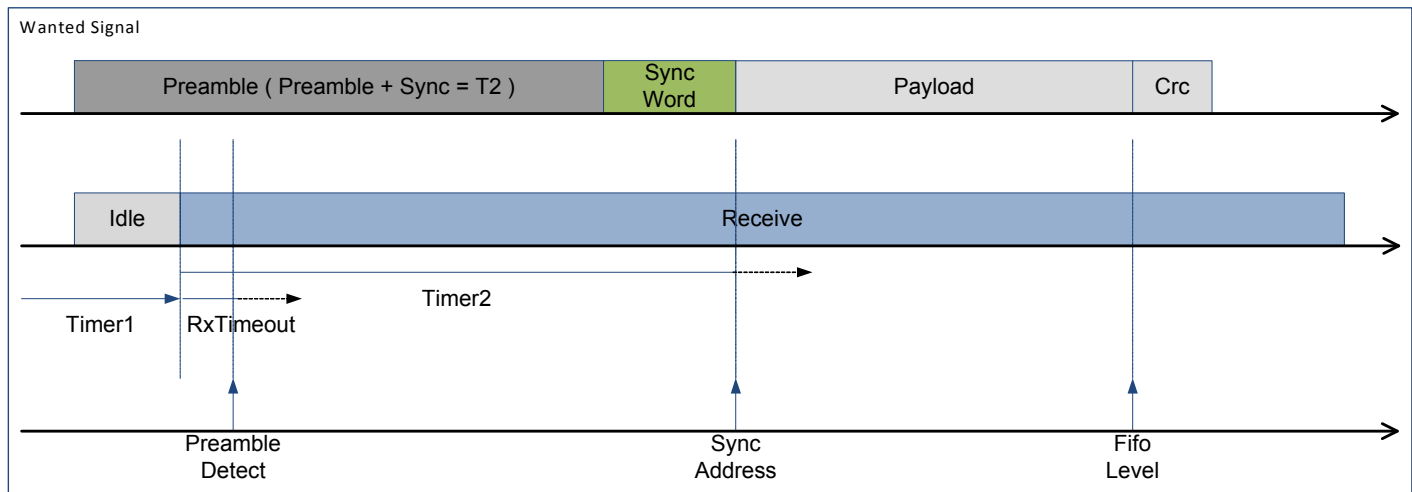 Wanted Signal
Preamble ( Preamble + Sync = T2 )
Sync
Word
Payload
Crc
Idle
Receive
Timer2
Timer1
RxTimeout
Preamble
Detect
Sync
Address
Fifo
Level